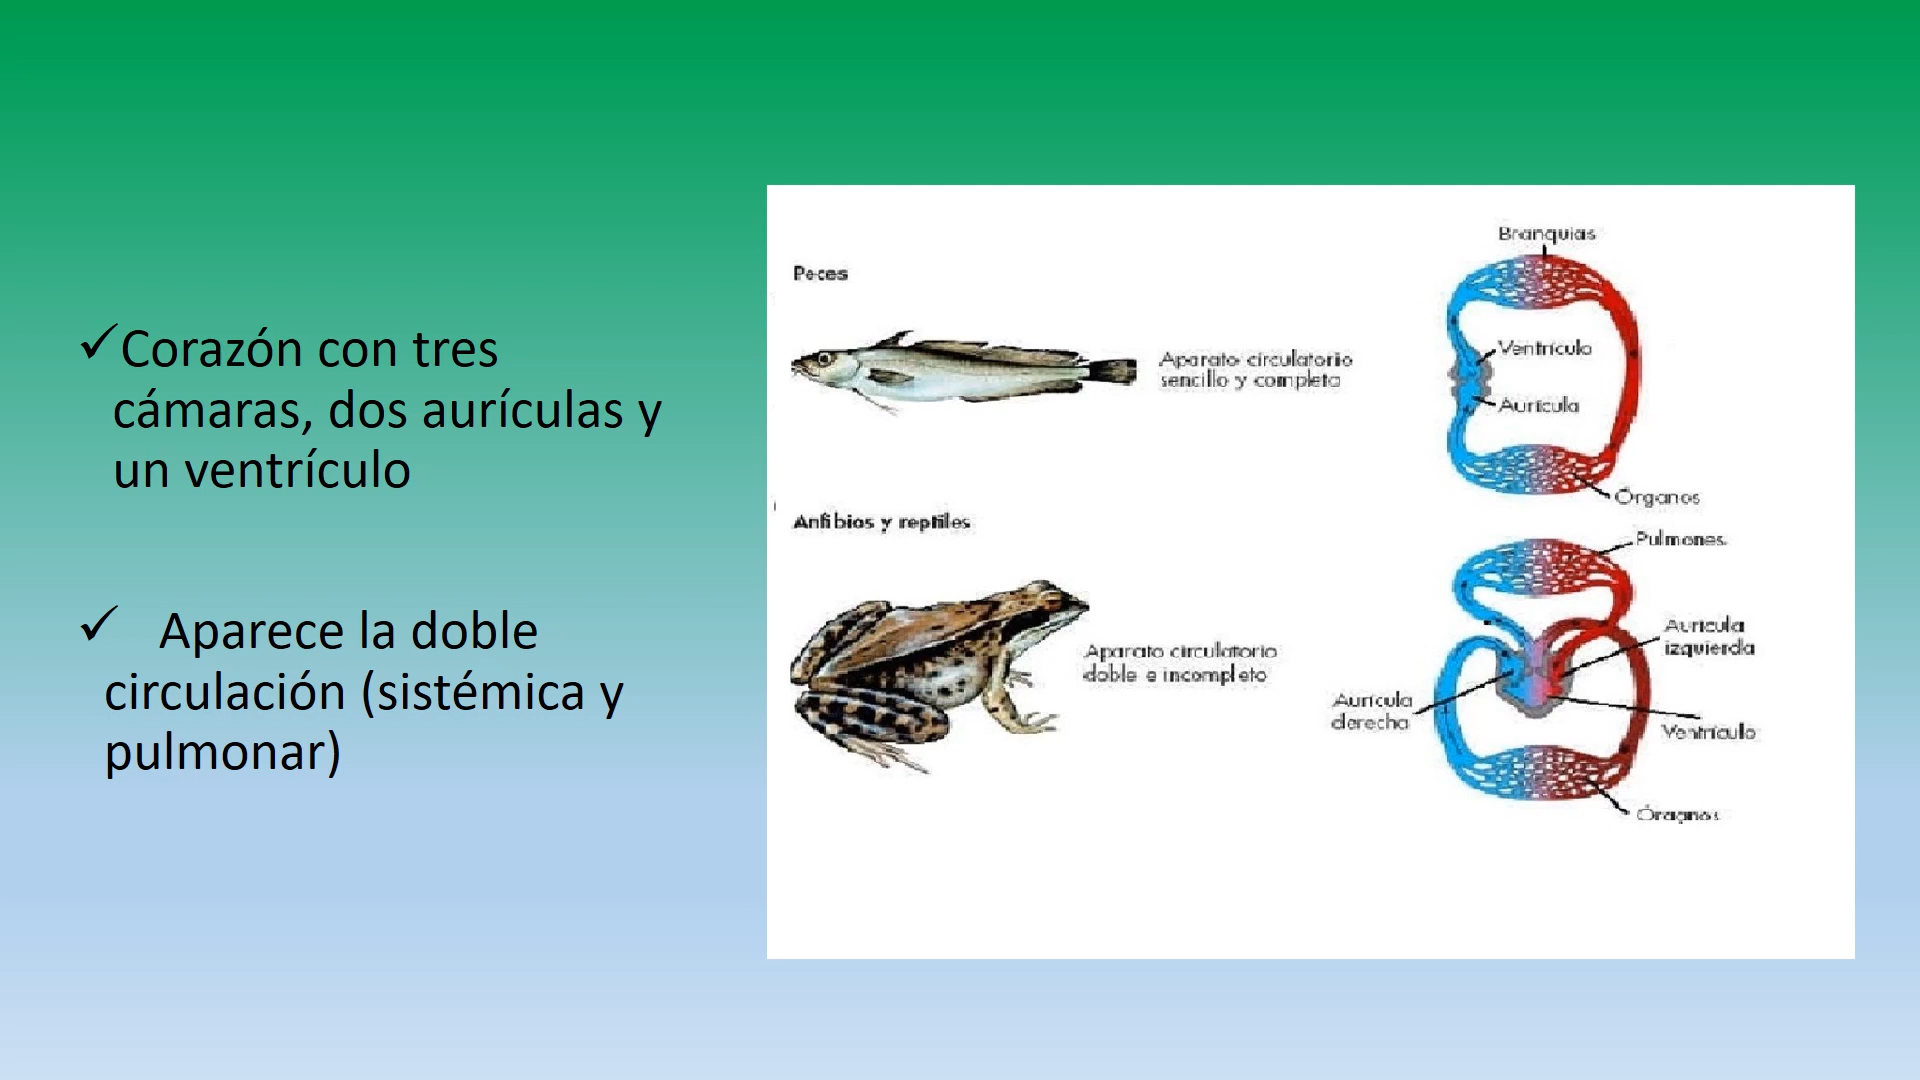 ✓Corazón con tres
cámaras, dos aurículas y
un ventrículo
✓ Aparece la doble
circulación (sistémica y
pulmonar)
Peces
Aparato circulatorio
sencillo y completo
Branquias
Ventrículo
Aurícula
Órganos
Anfibios y reptiles
Aparato circulatorio
doble e incompleto
Pulmones
Aurícula
izquierda
Aurícula
derecha
Ventrículo
Óragnos